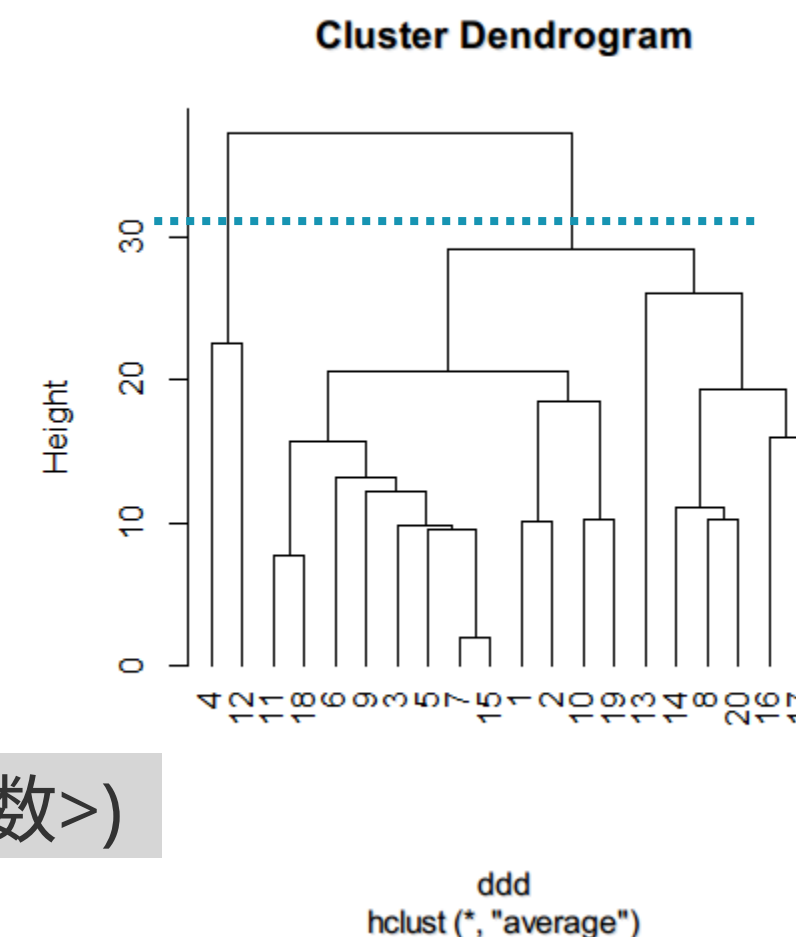 Cluster Dendrogram
Height
30
20
10
0
4 12 11 18 6 9 3 5 7 15 1 2 10 19 13 14 8 20 16 17
数>)
ddd
hclust (*, "average")